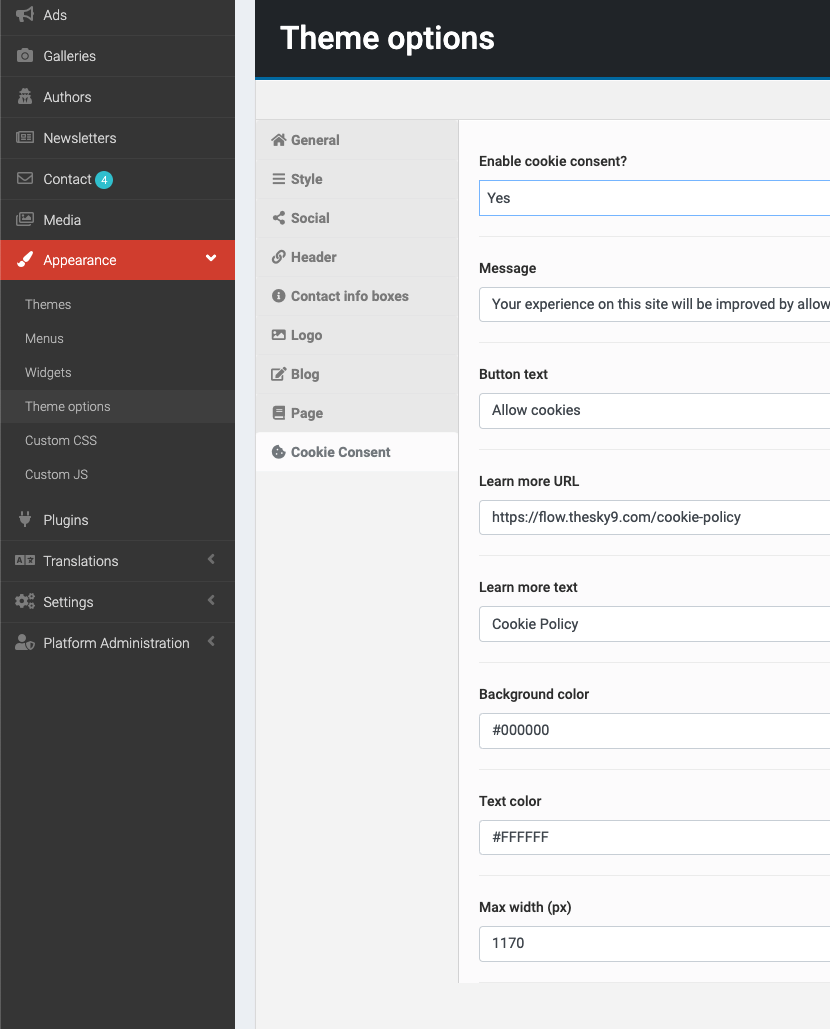 Ads
Galleries
Authors
Newsletters
Contact 4
Media
Appearance
Themes
Menus
Widgets
Theme options
Custom CSS
Custom JS
Plugins
Translations
Settings
Platform Administration
Theme options
General
Style
Social
Header
Contact info boxes
Logo
Blog
Page
Cookie Consent
Enable cookie consent?
Yes
Message
Your experience on this site will be improved by allow
Button text
Allow cookies
Learn more URL
https://flow.thesky9.com/cookie-policy
Learn more text
Cookie Policy
Background color
#000000
Text color
#FFFFFF
Max width (px)
1170